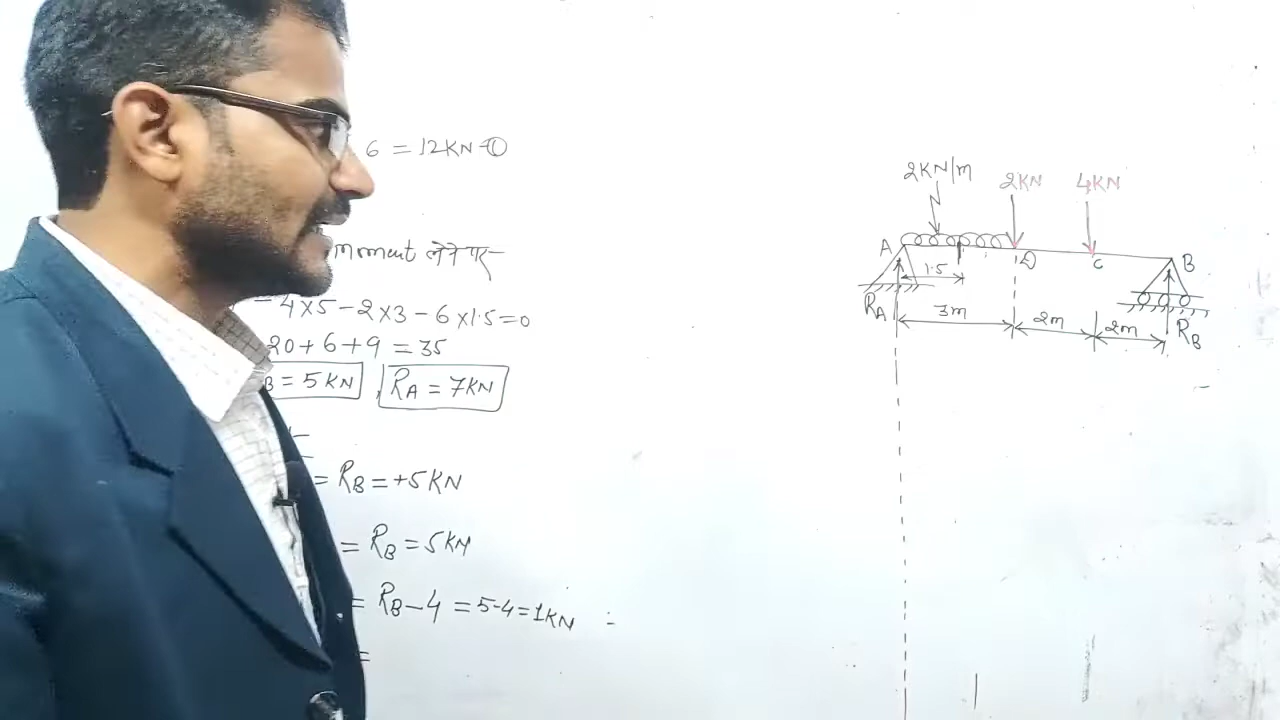 6 = 12KN-①
moment लेने पर-
-4×5-2×3-6×1.5=0
20+6+9=35
B=5KN, RA=7KN
=RB=+5KN
=RB=5KN
=RB-4=5-4=1KN
=
2KN/m 2KN 4KN
A D C B
1.5
RA 3m 2m 2m RB